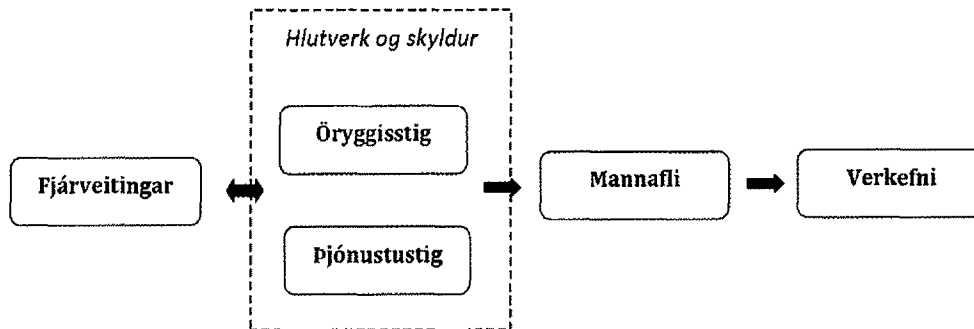 Hlutverk og skyldur
Fjárveitingar
Öryggisstig
Þjónustustig
Mannafli
Verkefni